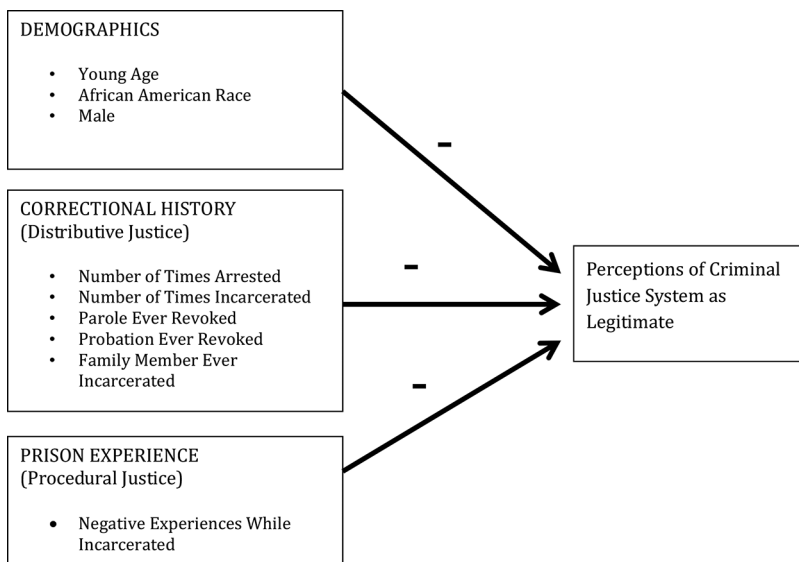 DEMOGRAPHICS
• Young Age
• African American Race
• Male
-
CORRECTIONAL HISTORY
(Distributive Justice)
• Number of Times Arrested
• Number of Times Incarcerated
• Parole Ever Revoked
• Probation Ever Revoked
• Family Member Ever
Incarcerated
-
PRISON EXPERIENCE
(Procedural Justice)
• Negative Experiences While
Incarcerated
-
Perceptions of Criminal
Justice System as
Legitimate